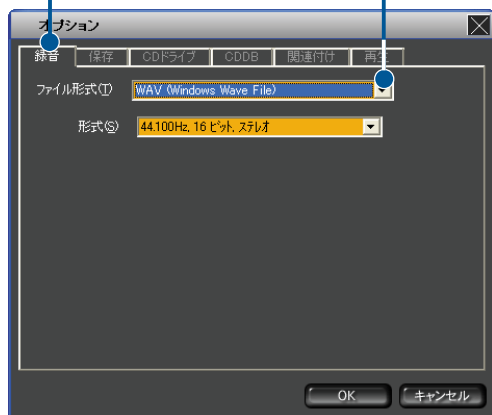 オプション
録音 保存 CDドライブ CDDB 関連付け 再生
ファイル形式(T) WAV (Windows Wave File)
形式(S) 44.100Hz, 16 ビット, ステレオ
OK キャンセル